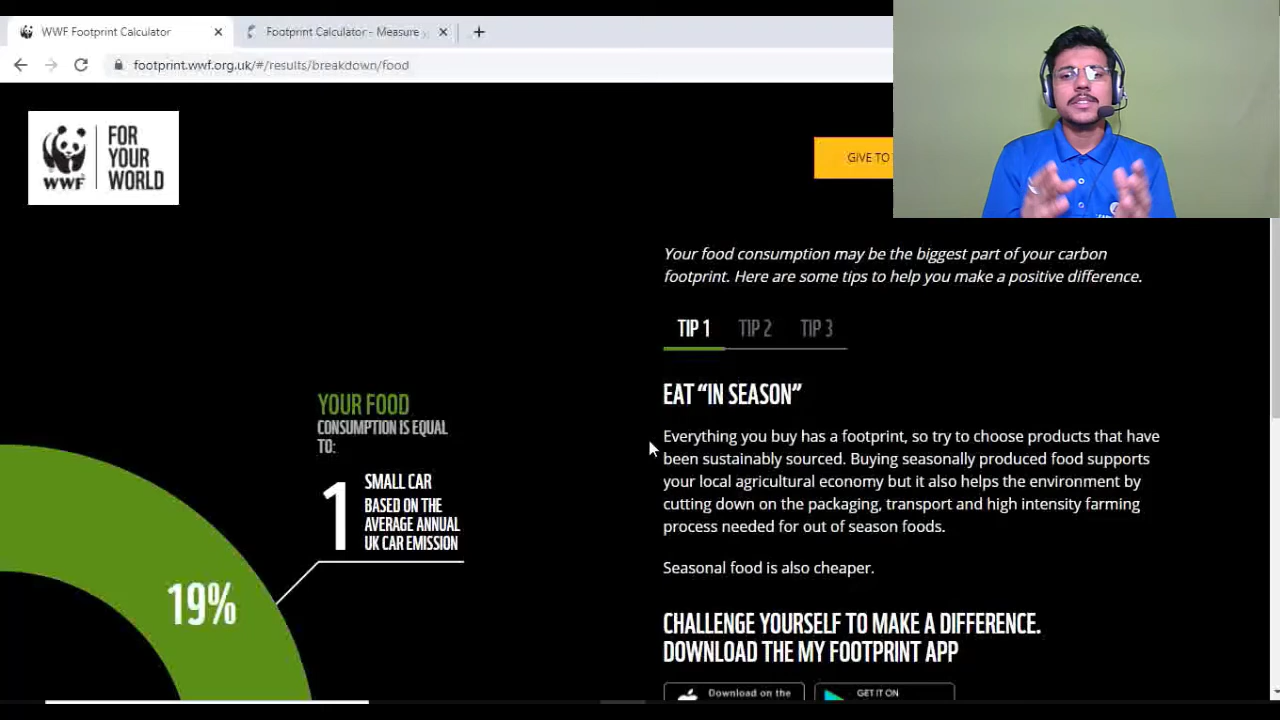 WWF Footprint Calculator
Footprint Calculator - Measure
footprint.wwf.org.uk/#/results/breakdown/food
WWF
FOR
YOUR
WORLD
GIVE TO
Your food consumption may be the biggest part of your carbon
footprint. Here are some tips to help you make a positive difference.
TIP 1 TIP 2 TIP 3
EAT “IN SEASON”
Everything you buy has a footprint, so try to choose products that have
been sustainably sourced. Buying seasonally produced food supports
your local agricultural economy but it also helps the environment by
cutting down on the packaging, transport and high intensity farming
process needed for out of season foods.
Seasonal food is also cheaper.
CHALLENGE YOURSELF TO MAKE A DIFFERENCE.
DOWNLOAD THE MY FOOTPRINT APP
Download on the
GET IT ON
YOUR FOOD
CONSUMPTION IS EQUAL
TO:
1
SMALL CAR
BASED ON THE
AVERAGE ANNUAL
UK CAR EMISSION
19%